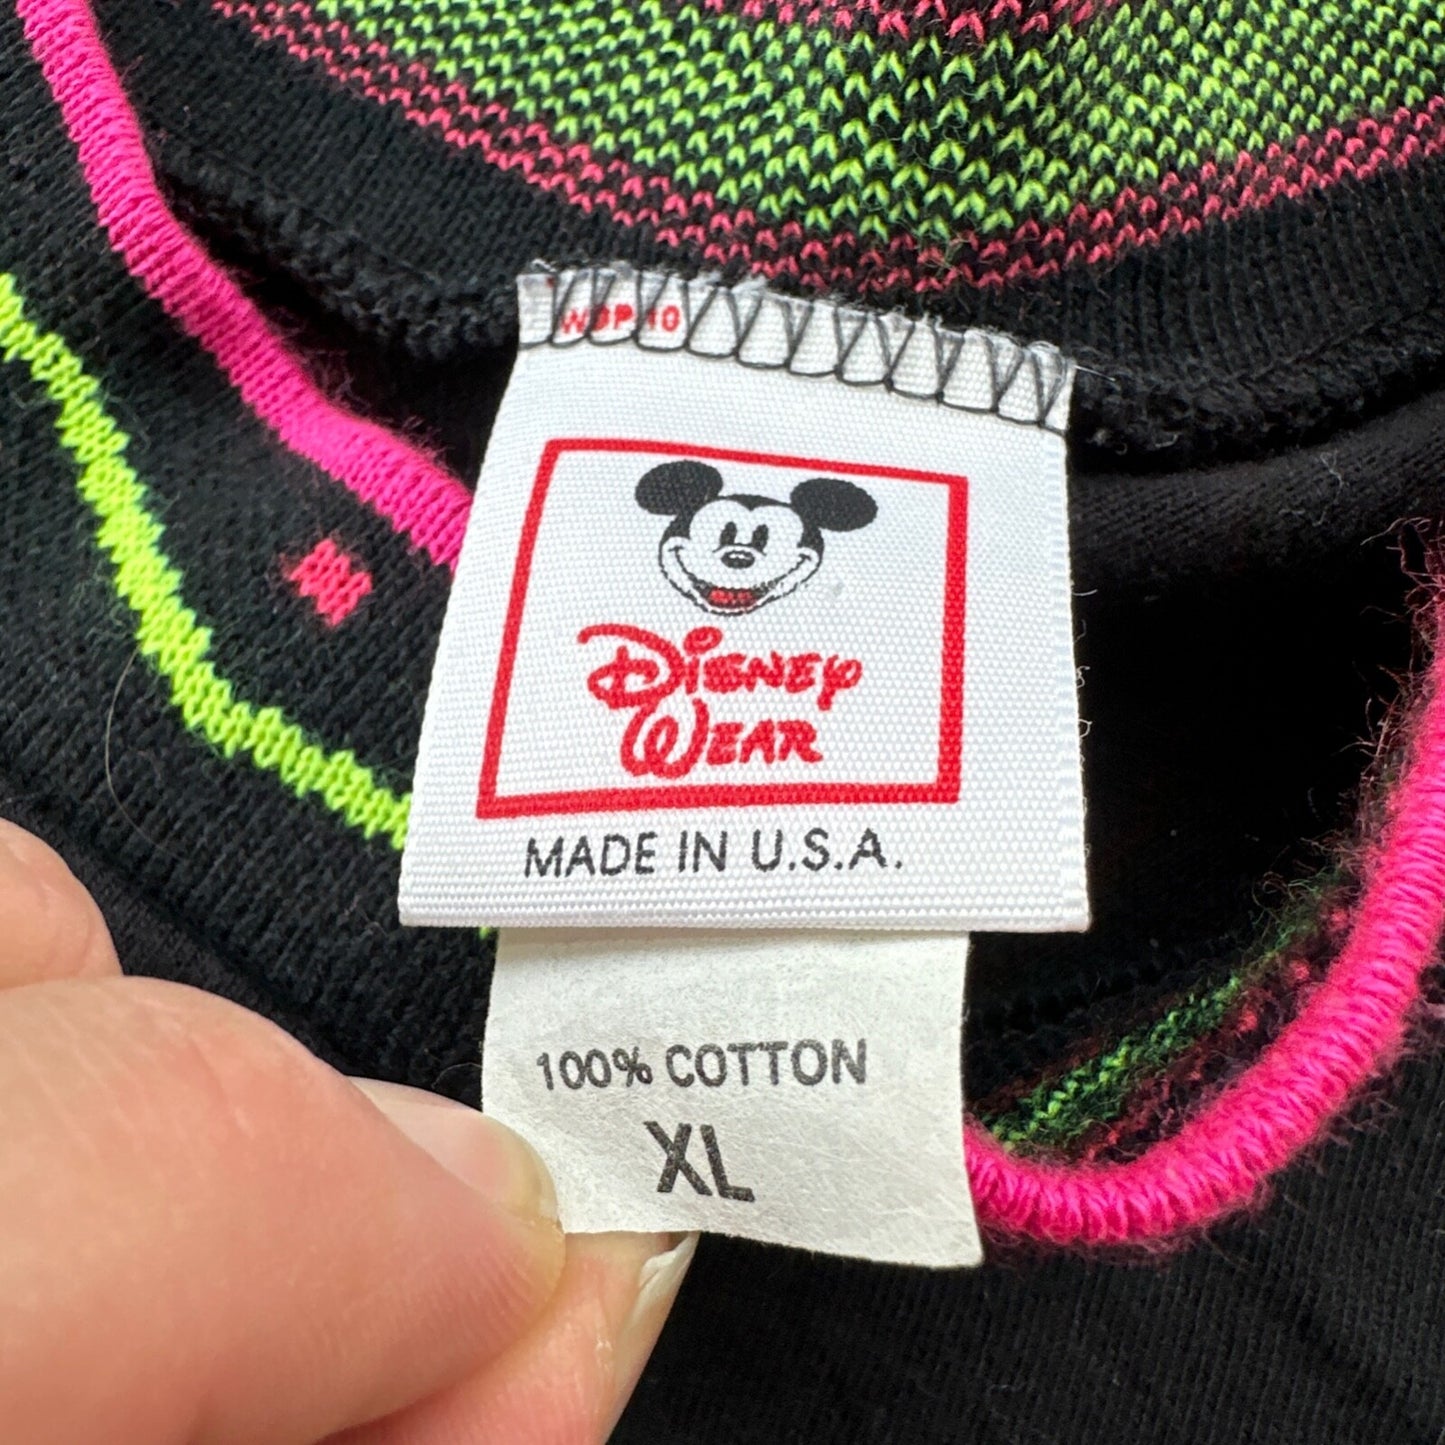 DISNEY
WEAR
MADE IN U.S.A.
100% COTTON
XL